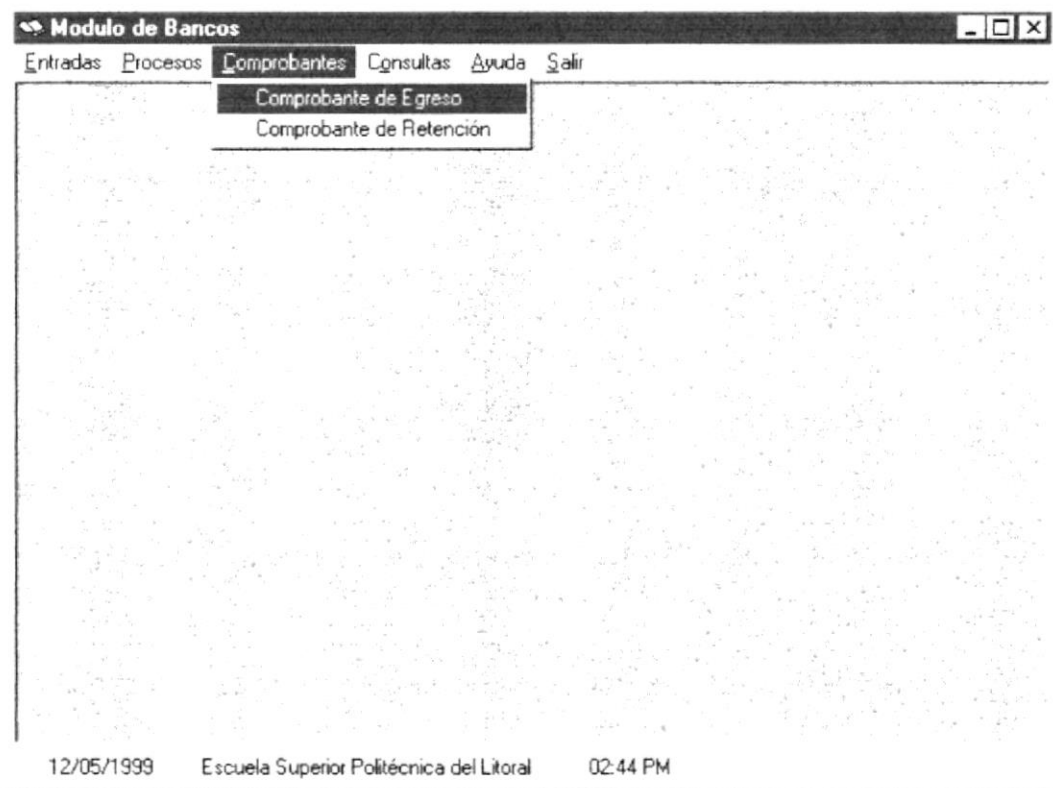 Modulo de Bancos
Entradas Procesos Comprobantes Consultas Ayuda Salir
Comprobante de Egreso
Comprobante de Retención
12/05/1999 Escuela Superior Politécnica del Litoral 02:44 PM